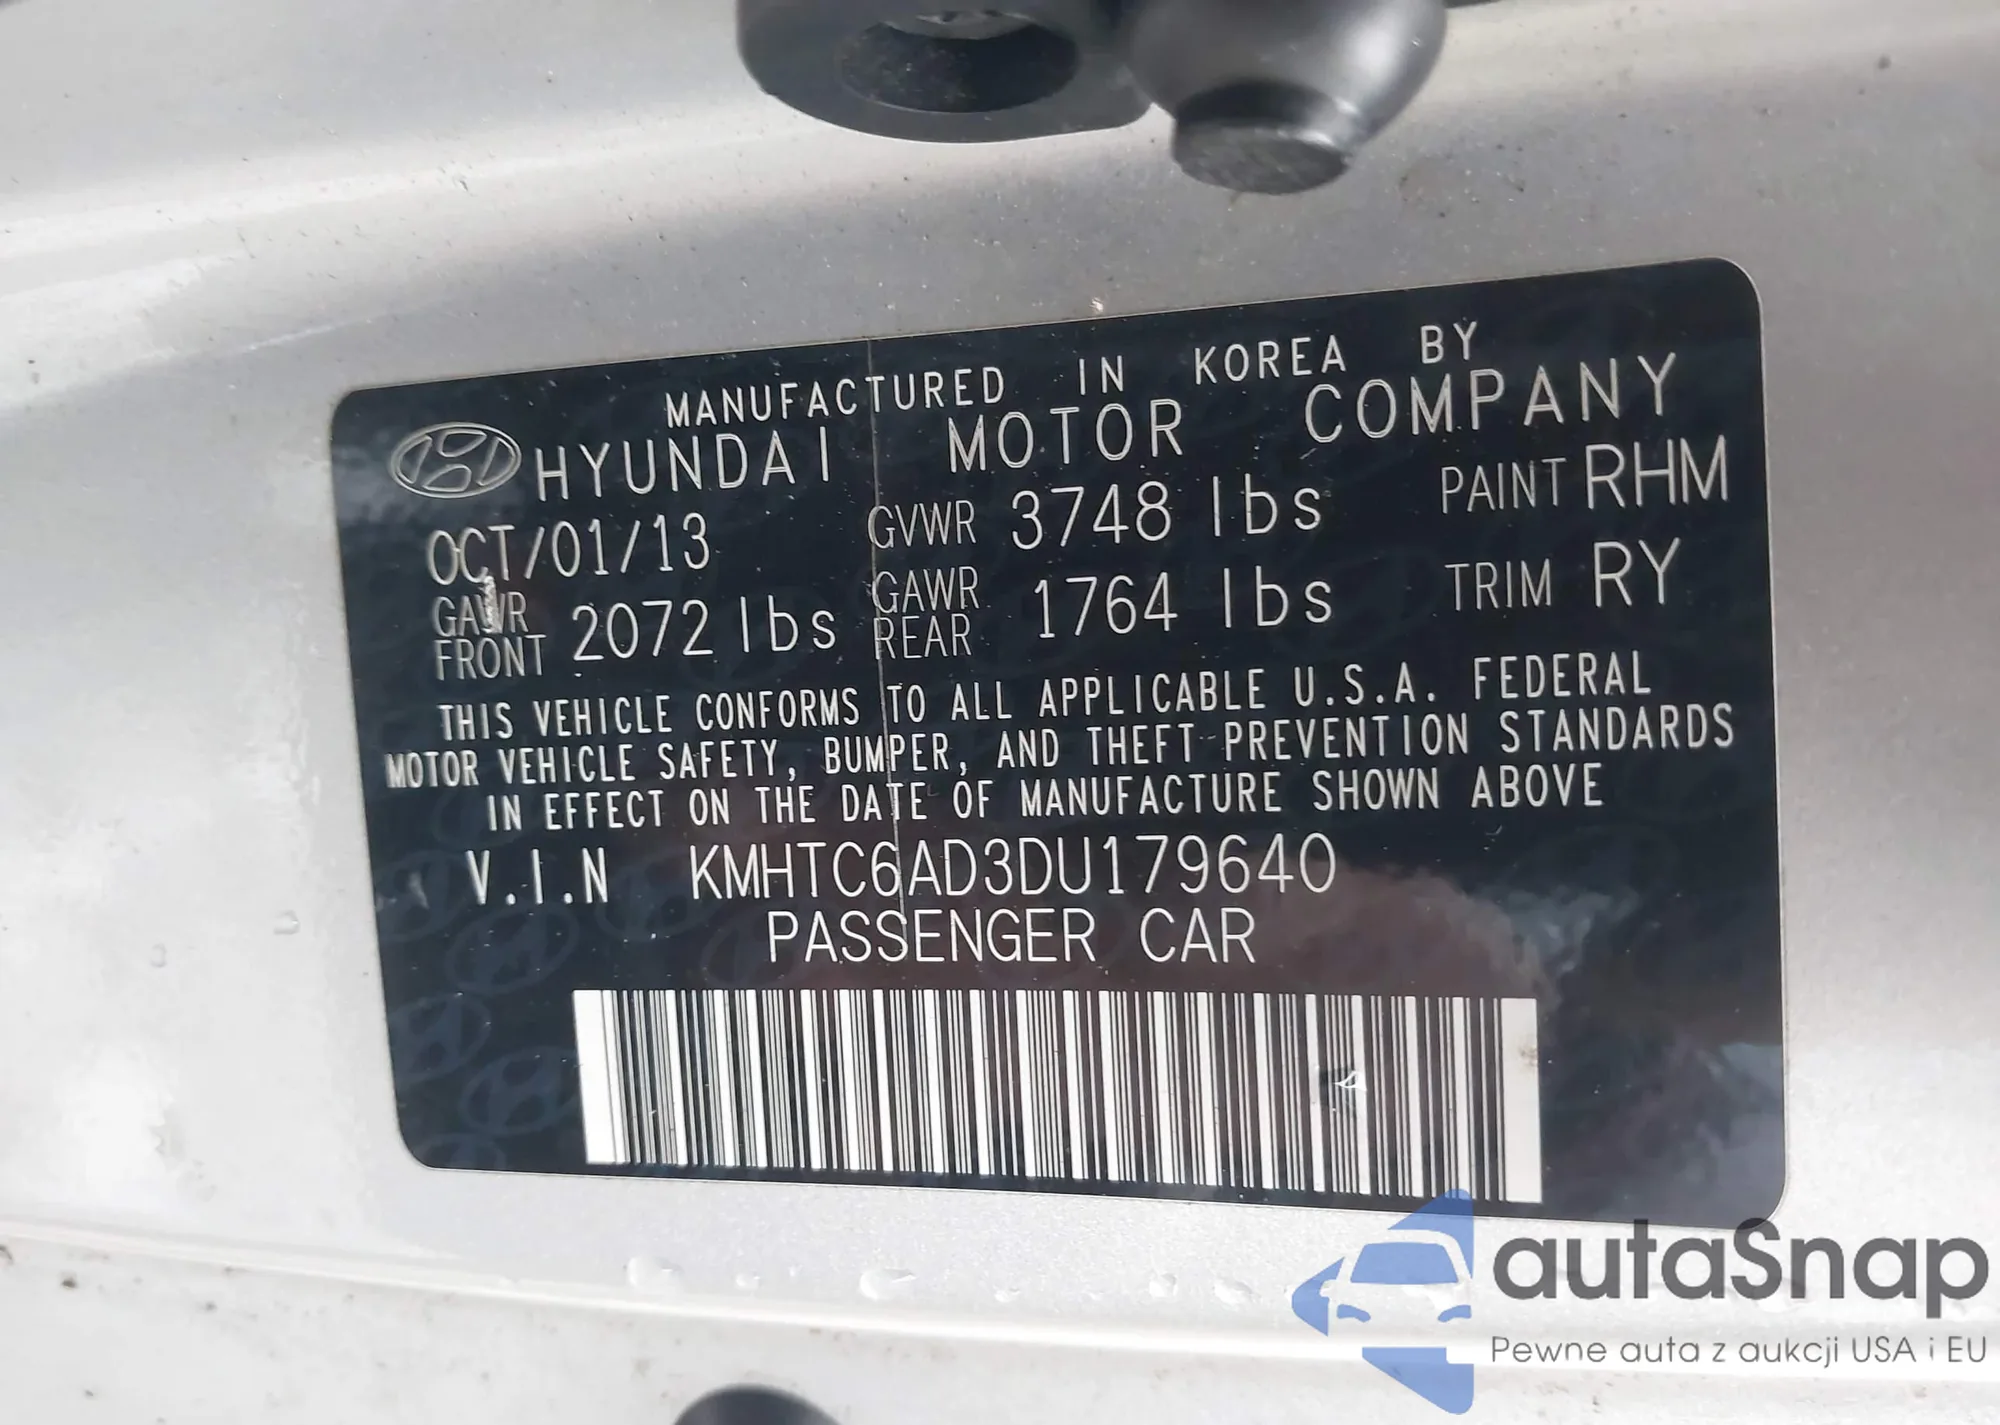 MANUFACTURED IN KOREA BY
HYUNDAI MOTOR COMPANY
OCT/01/13 GVWR 3748 lbs PAINT RHM
GAWR FRONT 2072 lbs GAWR REAR 1764 lbs TRIM RY
THIS VEHICLE CONFORMS TO ALL APPLICABLE U.S.A. FEDERAL
MOTOR VEHICLE SAFETY, BUMPER, AND THEFT PREVENTION STANDARDS
IN EFFECT ON THE DATE OF MANUFACTURE SHOWN ABOVE
V.I.N KMHTC6AD3DU179640
PASSENGER CAR
autaSnap
Pewne auta z aukcji USA i EU